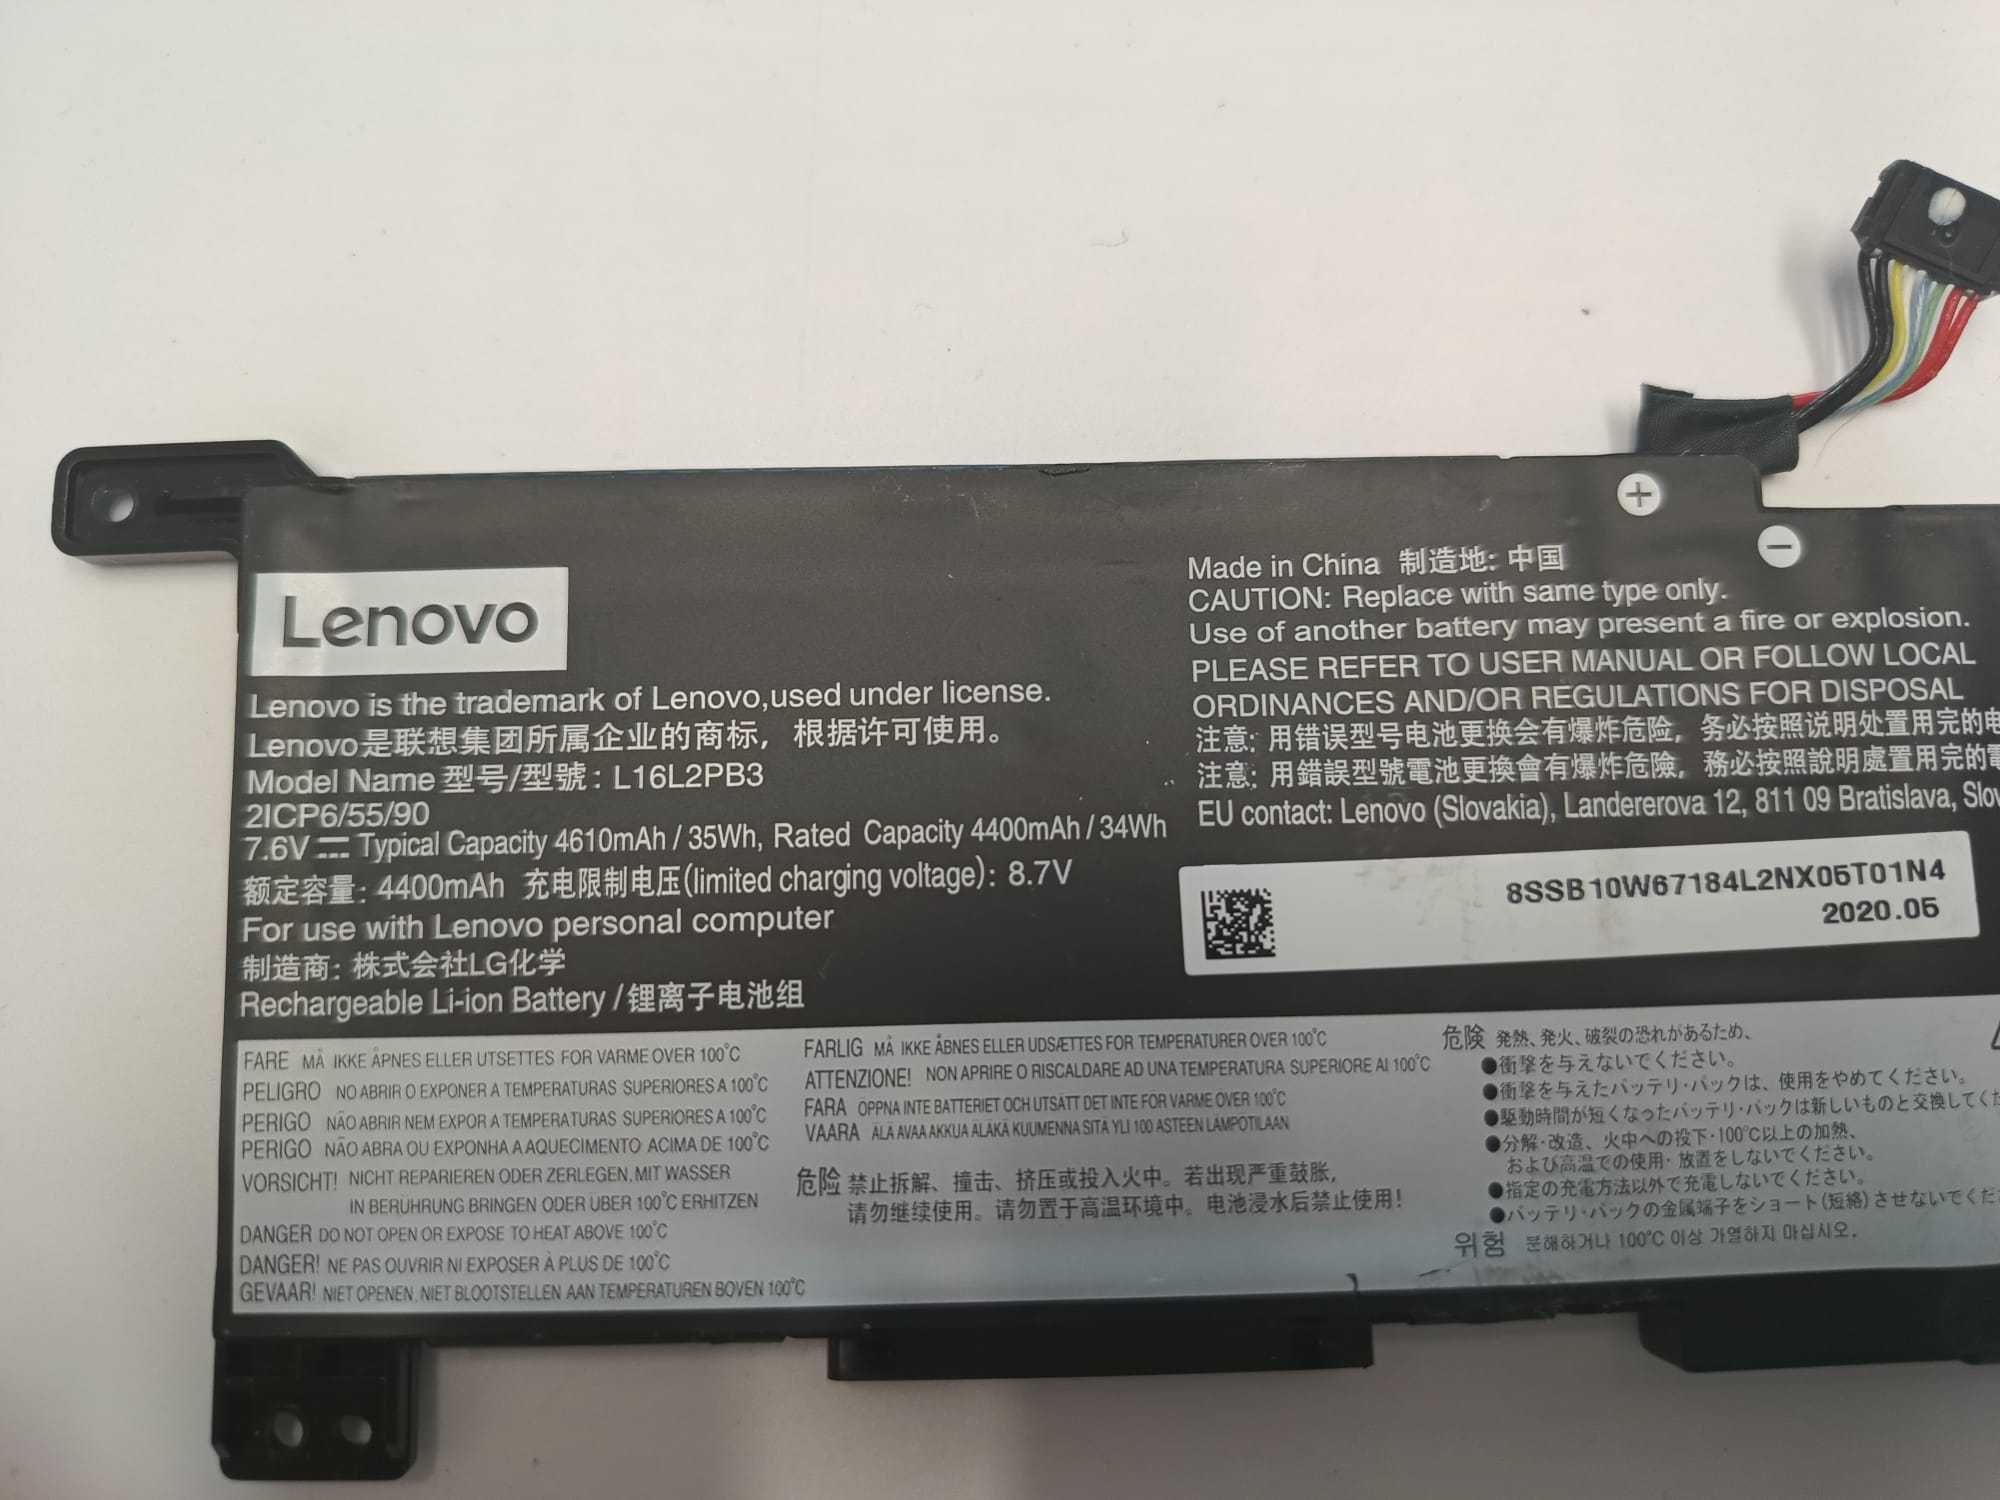 Lenovo
Lenovo is the trademark of Lenovo,used under license.
Lenovo是联想集团所属企业的商标，根据许可使用。
Model Name 型号/型號 : L16L2PB3
2ICP6/55/90
7.6V⎓ Typical Capacity 4610mAh / 35Wh, Rated Capacity 4400mAh / 34Wh
额定容量: 4400mAh 充电限制电压(limited charging voltage): 8.7V
For use with Lenovo personal computer
制造商: 株式会社LG化学
Rechargeable Li-ion Battery / 锂离子电池组
+
−
Made in China 制造地: 中国
CAUTION: Replace with same type only.
Use of another battery may present a fire or explosion.
PLEASE REFER TO USER MANUAL OR FOLLOW LOCAL
ORDINANCES AND/OR REGULATIONS FOR DISPOSAL
注意: 用错误型号电池更换会有爆炸危险，务必按照说明处置用完的电
注意: 用錯誤型號電池更換會有爆炸危險，務必按照說明處置用完的電
EU contact: Lenovo (Slovakia), Landererova 12, 811 09 Bratislava, Slov
8SSB10W67184L2NX05T01N4
2020.05
FARE MÅ IKKE ÅPNES ELLER UTSETTES FOR VARME OVER 100°C
PELIGRO NO ABRIR O EXPONER A TEMPERATURAS SUPERIORES A 100°C
PERIGO NÃO ABRIR NEM EXPOR A TEMPERATURAS SUPERIORES A 100°C
PERIGO NÃO ABRA OU EXPONHA A AQUECIMENTO ACIMA DE 100°C
VORSICHT! NICHT REPARIEREN ODER ZERLEGEN, MIT WASSER
IN BERÜHRUNG BRINGEN ODER ÜBER 100°C ERHITZEN
DANGER DO NOT OPEN OR EXPOSE TO HEAT ABOVE 100°C
DANGER! NE PAS OUVRIR NI EXPOSER À PLUS DE 100°C
GEVAAR! NIET OPENEN, NIET BLOOTSTELLEN AAN TEMPERATUREN BOVEN 100°C
FARLIG MÅ IKKE ÅBNES ELLER UDSÆTTES FOR TEMPERATURER OVER 100°C
ATTENZIONE! NON APRIRE O RISCALDARE AD UNA TEMPERATURA SUPERIORE AI 100°C
FARA ÖPPNA INTE BATTERIET OCH UTSÄTT DET INTE FÖR VÄRME ÖVER 100°C
VAARA ÄLÄ AVAA AKKUA ÄLÄKÄ KUUMENNA SITÄ YLI 100 ASTEEN LÄMPÖTILAAN
危险 禁止拆解、撞击、挤压或投入火中。若出现严重鼓胀，
请勿继续使用。请勿置于高温环境中。电池浸水后禁止使用！
危険 発熱、発火、破裂の恐れがあるため、
●衝撃を与えないでください。
●衝撃を与えたバッテリ・パックは、使用をやめてください。
●駆動時間が短くなったバッテリ・パックは新しいものと交換してくだ
●分解・改造、火中への投下・100℃以上の加熱、
および高温での使用・放置をしないでください。
●指定の充電方法以外で充電しないでください。
●バッテリ・パックの金属端子をショート（短絡）させないでくださ
위험 분해하거나 100°C 이상 가열하지 마십시오.